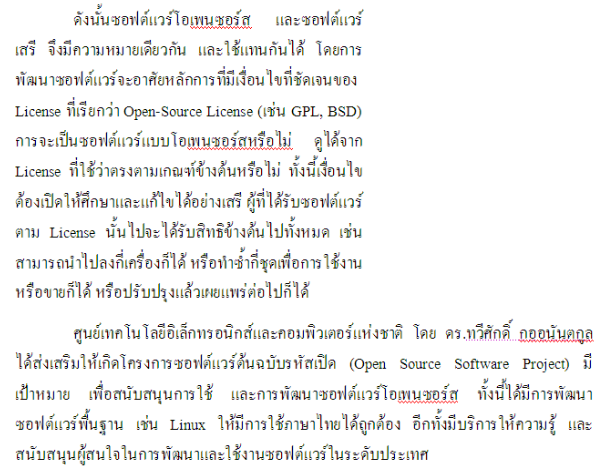 ดังนั้นซอฟต์แวร์โอเพนซอร์ส และซอฟต์แวร์
เสรี จึงมีความหมายเดียวกัน และใช้แทนกันได้ โดยการ
พัฒนาซอฟต์แวร์จะอาศัยหลักการที่มีเงื่อนไขที่ชัดเจนของ
License ที่เรียกว่า Open-Source License (เช่น GPL, BSD)
การจะเป็นซอฟต์แวร์แบบโอเพนซอร์สหรือไม่ ดูได้จาก
License ที่ใช้ว่าตรงตามเกณฑ์ข้างต้นหรือไม่ ทั้งนี้เงื่อนไข
ต้องเปิดให้ศึกษาและแก้ไขได้อย่างเสรี ผู้ที่ได้รับซอฟต์แวร์
ตาม License นั้นไปจะได้รับสิทธิข้างต้นไปทั้งหมด เช่น
สามารถนำไปลงกี่เครื่องก็ได้ หรือทำซ้ำกี่ชุดเพื่อการใช้งาน
หรือขายก็ได้ หรือปรับปรุงแล้วเผยแพร่ต่อไปก็ได้
ศูนย์เทคโนโลยีอิเล็กทรอนิกส์และคอมพิวเตอร์แห่งชาติ โดย ดร.ทวีศักดิ์ กออนันตกูล
ได้ส่งเสริมให้เกิดโครงการซอฟต์แวร์ต้นฉบับรหัสเปิด (Open Source Software Project) มี
เป้าหมาย เพื่อสนับสนุนการใช้ และการพัฒนาซอฟต์แวร์โอเพนซอร์ส ทั้งนี้ได้มีการพัฒนา
ซอฟต์แวร์พื้นฐาน เช่น Linux ให้มีการใช้ภาษาไทยได้ถูกต้อง อีกทั้งมีบริการให้ความรู้ และ
สนับสนุนผู้สนใจในการพัฒนาและใช้งานซอฟต์แวร์ในระดับประเทศ